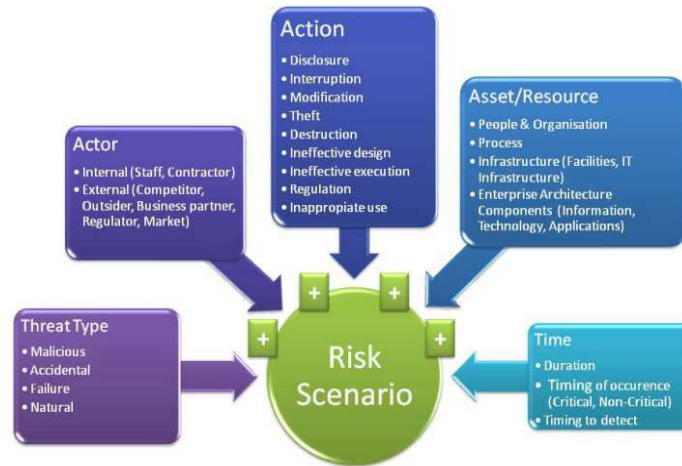 Action
• Disclosure
• Interruption
• Modification
• Theft
• Destruction
• Ineffective design
• Ineffective execution
• Regulation
• Inappropiate use
Asset/Resource
• People & Organisation
• Process
• Infrastructure (Facilities, IT
Infrastructure)
• Enterprise Architecture
Components (Information,
Technology, Applications)
Actor
• Internal (Staff, Contractor)
• External (Competitor,
Outsider, Business partner,
Regulator, Market)
Threat Type
• Malicious
• Accidental
• Failure
• Natural
+
+
+
+
Risk
Scenario
Time
• Duration
• Timing of occurence
(Critical, Non-Critical)
• Timing to detect